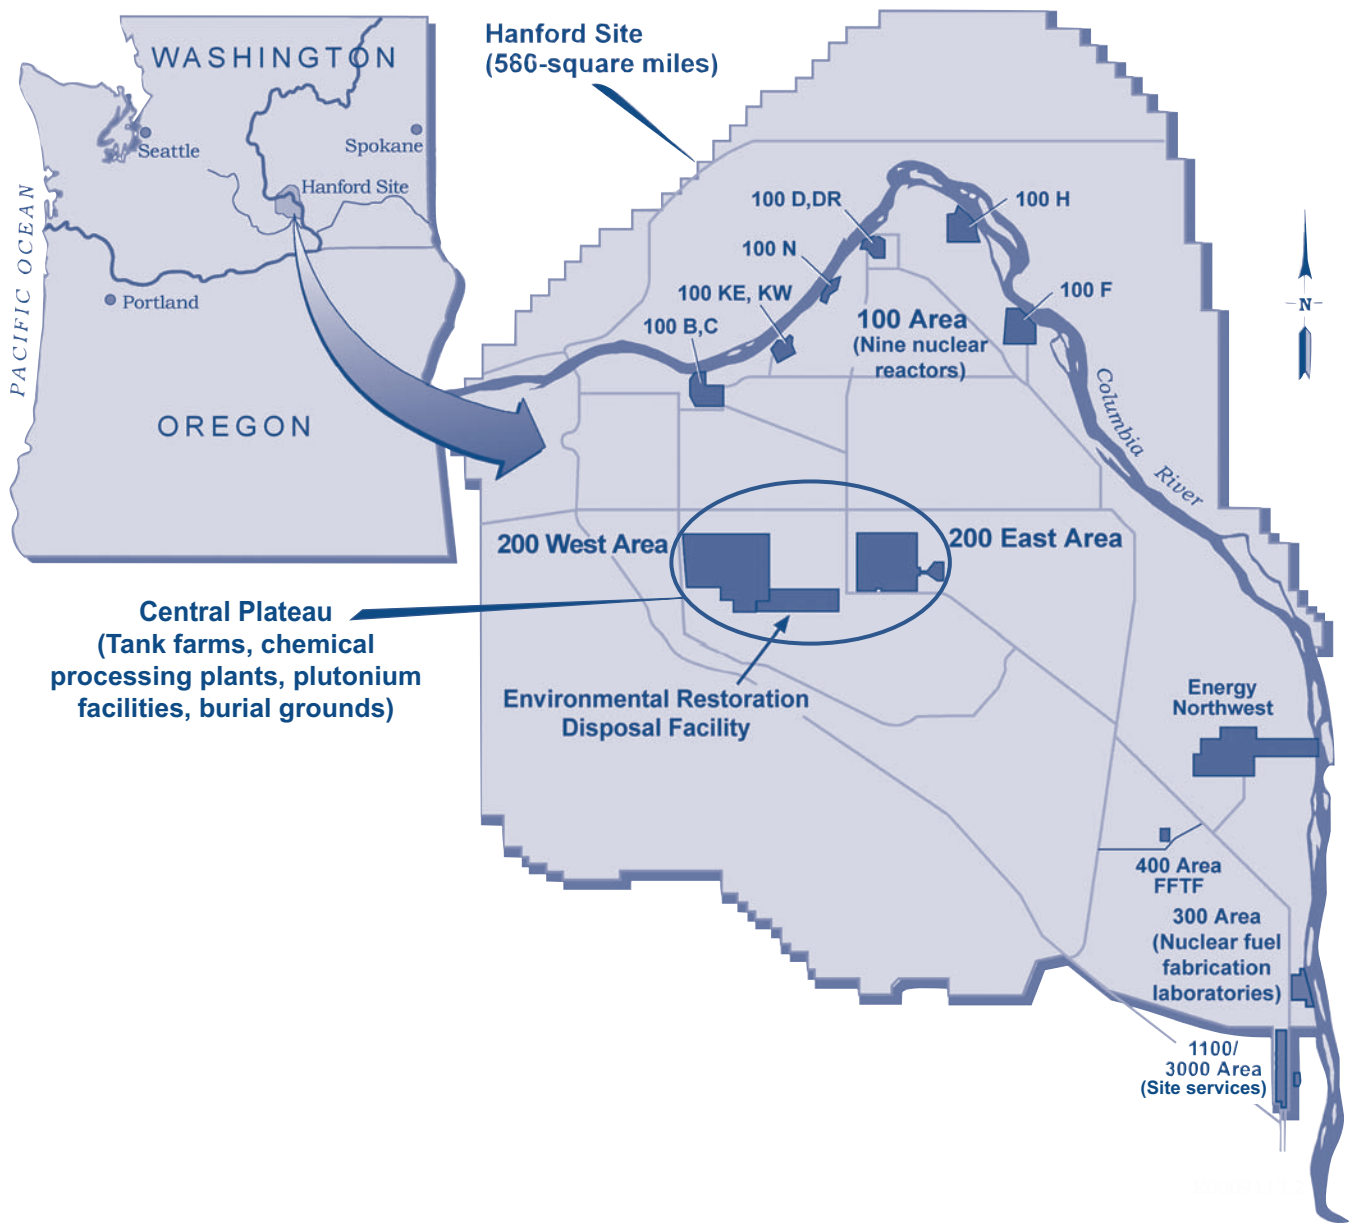 WASHINGTON
Seattle
Spokane
Hanford Site
PACIFIC OCEAN
Portland
OREGON
Hanford Site
(586-square miles)
100 D,DR
100 H
100 N
100 KE, KW
100 F
100 B,C
100 Area
(Nine nuclear
reactors)
N
Columbia River
200 West Area
200 East Area
Central Plateau
(Tank farms, chemical
processing plants, plutonium
facilities, burial grounds)
Environmental Restoration
Disposal Facility
Energy
Northwest
400 Area
FFTF
300 Area
(Nuclear fuel
fabrication
laboratories)
1100/
3000 Area
(Site services)